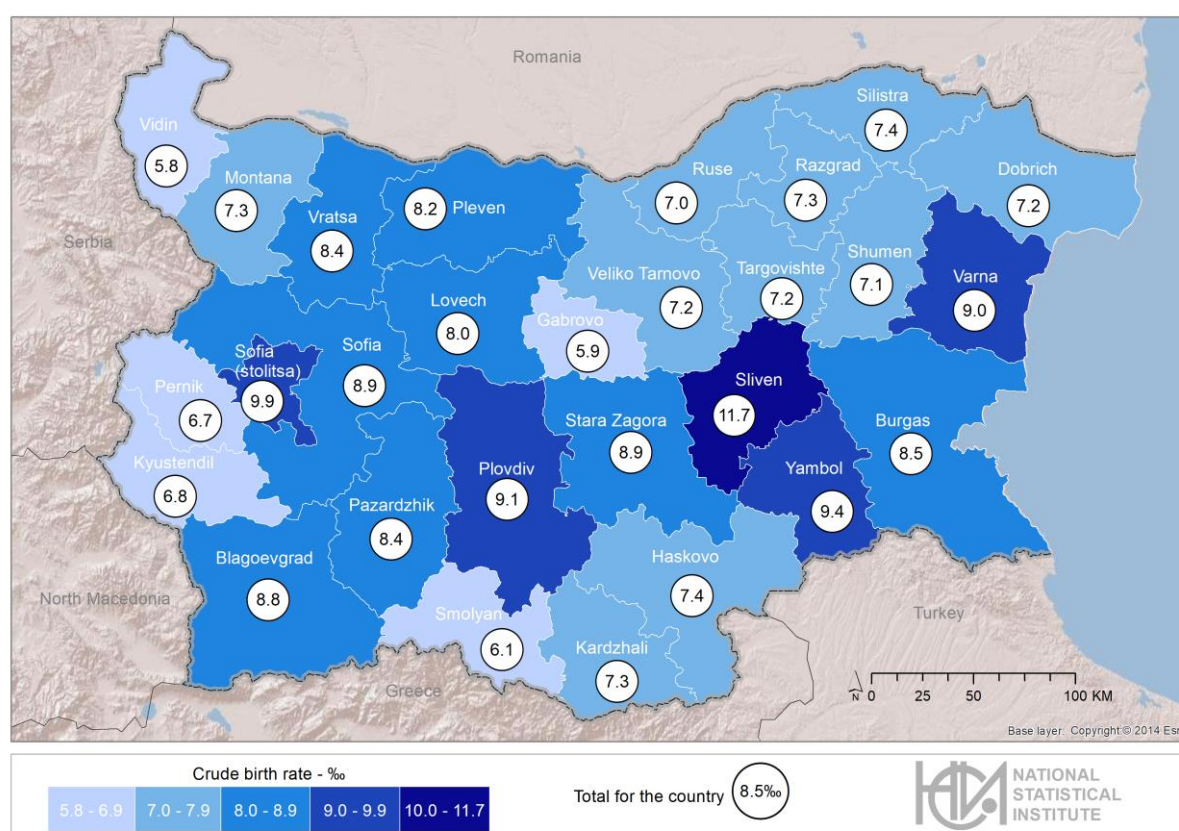 Romania
Silistra
7.4
Vidin
5.8
Ruse
7.0
Razgrad
7.3
Dobrich
7.2
Montana
7.3
Vratsa
8.4
8.2
Pleven
Serbia
Shumen
7.1
Veliko Tarnovo
7.2
Targovishte
7.2
Varna
9.0
Lovech
8.0
Gabrovo
5.9
Sofia
(stolitsa)
9.9
Sofia
8.9
Pernik
6.7
Sliven
11.7
Stara Zagora
8.9
Burgas
8.5
Kyustendil
6.8
Plovdiv
9.1
Yambol
9.4
Pazardzhik
8.4
Blagoevgrad
8.8
Haskovo
7.4
North Macedonia
Smolyan
6.1
Kardzhali
7.3
Turkey
Greece
N
0 25 50 100 KM
Base layer: Copyright © 2014 Esr
Crude birth rate - ‰
5.8 - 6.9 7.0 - 7.9 8.0 - 8.9 9.0 - 9.9 10.0 - 11.7
Total for the country 8.5‰
НСИ
NATIONAL
STATISTICAL
INSTITUTE